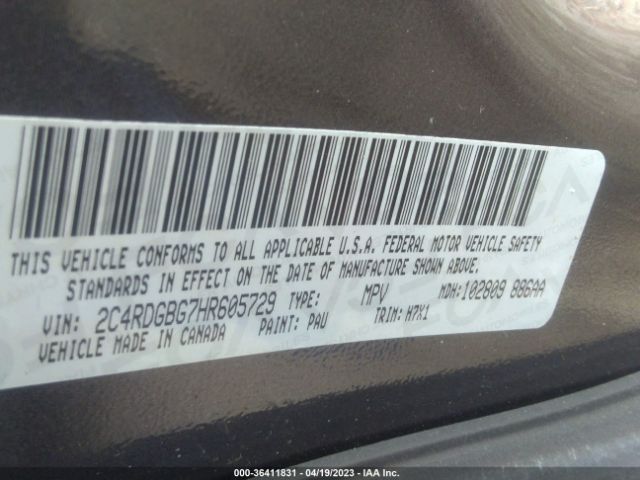 THIS VEHICLE CONFORMS TO ALL APPLICABLE U.S.A. FEDERAL MOTOR VEHICLE SAFETY
STANDARDS IN EFFECT ON THE DATE OF MANUFACTURE SHOWN ABOVE.
VIN: 2C4RDGBG7HR605729 TYPE: MPV MDH:102809 886AA
VEHICLE MADE IN CANADA PAINT: PAU TRIM: H7X1
000-36411831 - 04/19/2023 - IAA Inc.